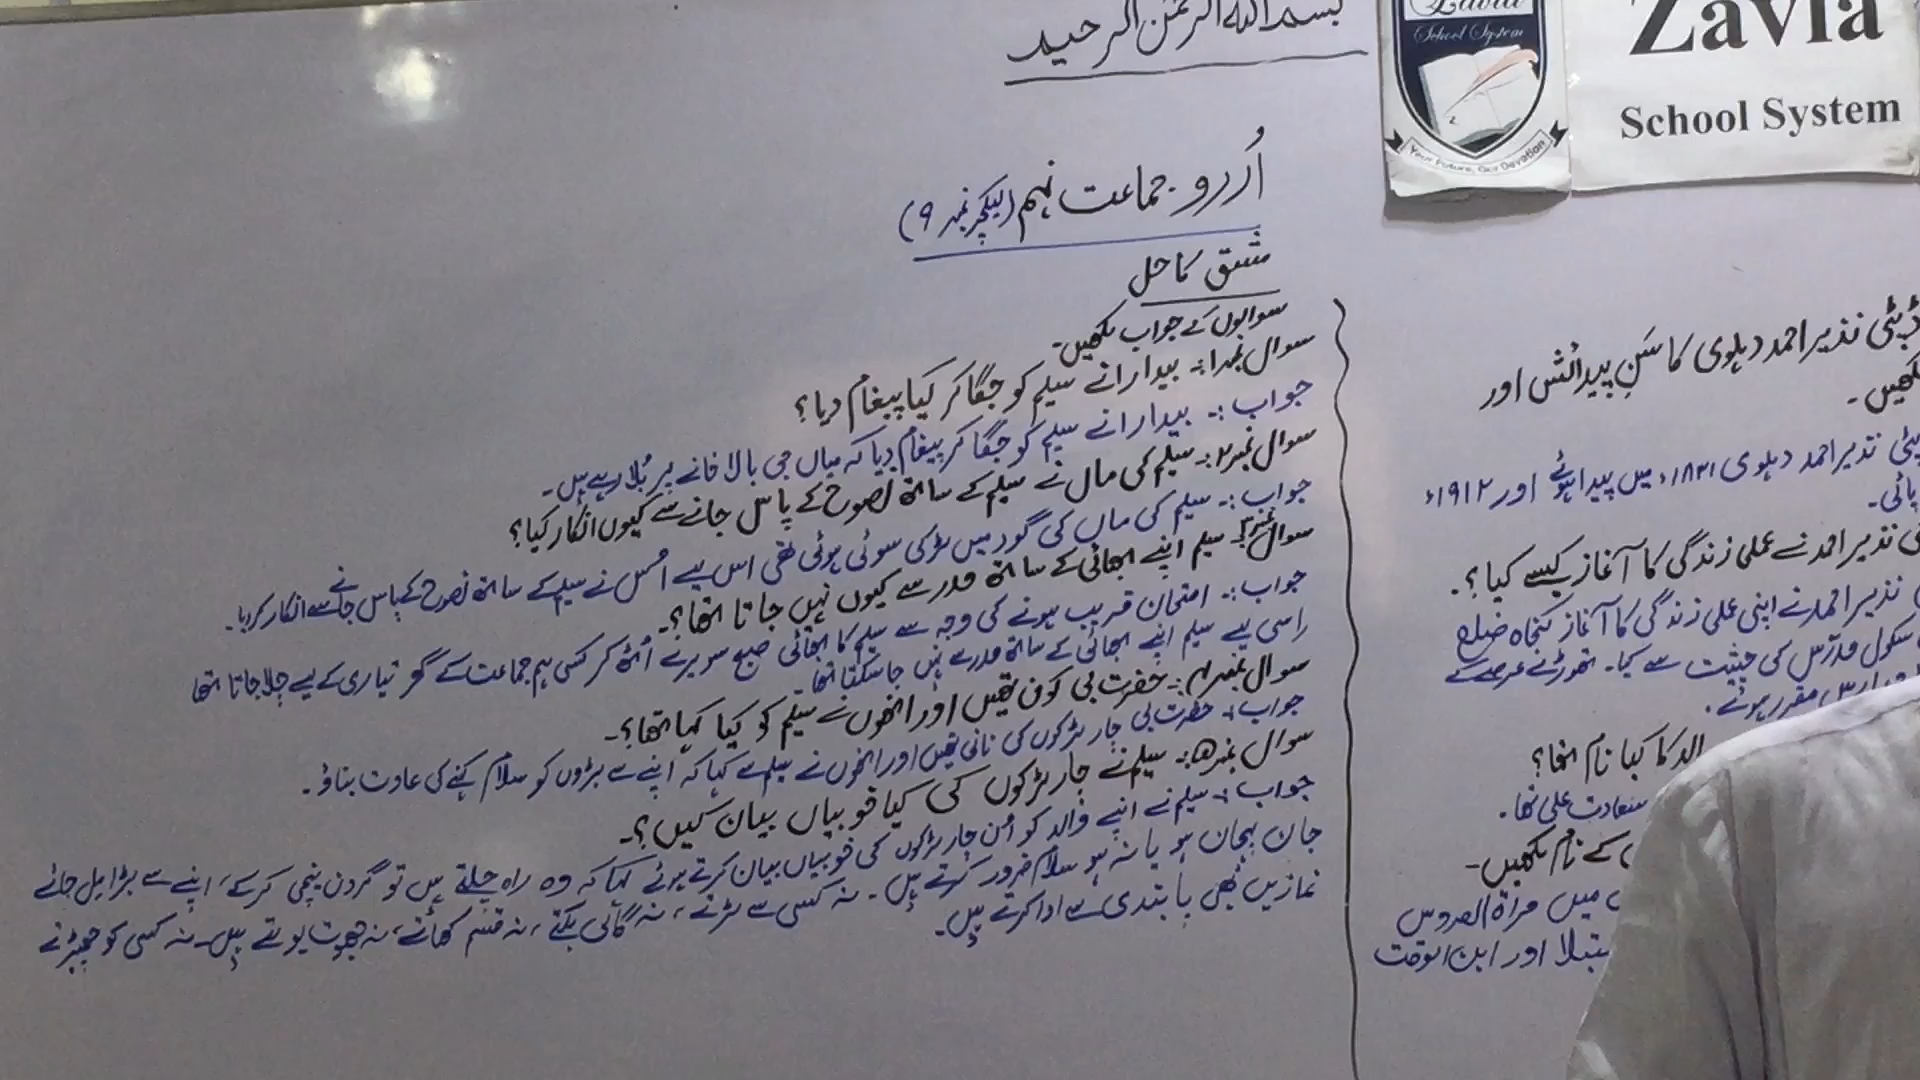 بسم اللہ الرحمن الرحیم
Zavia
School System
School System
Your Future, Our Devotion
اُردو جماعت نہم (لیکچر نمبر ۹)
مشق کا حل
سوالوں کے جواب لکھیں۔
سوال نمبر۱:۔ بیدارا نے سلیم کو جگا کر کیا پیغام دیا؟
جواب:۔ بیدارا نے سلیم کو جگا کر پیغام دیا کہ میاں جی بالا خانے پر بُلا رہے ہیں۔
سوال نمبر۲:۔ سلیم کی ماں نے سلیم کے ساتھ نصوح کے پاس جانے سے کیوں انکار کیا؟
جواب:۔ سلیم کی ماں کی گود میں لڑکی سوئی ہوئی تھی اس لیے اُس نے سلیم کے ساتھ نصوح کے پاس جانے سے انکار کر دیا۔
سوال نمبر۳:۔ سلیم اپنے بھائی کے ساتھ مدرسے کیوں نہیں جاتا تھا؟
جواب:۔ امتحان قریب ہونے کی وجہ سے سلیم کا بھائی صبح سویرے اُٹھ کر کسی ہم جماعت کے گھر تیاری کے لیے چلا جاتا تھا
اسی لیے سلیم اپنے بھائی کے ساتھ مدرسے نہیں جا سکتا تھا
سوال نمبر۴:۔ حضرت بی کون تھیں اور انھوں نے سلیم کو کیا کہا تھا؟۔
جواب:۔ حضرت بی چار لڑکوں کی نانی تھیں اور انھوں نے سلیم سے کہا کہ اپنے سے بڑوں کو سلام کہنے کی عادت بناؤ۔
سوال نمبر۵:۔ سلیم نے چار لڑکوں کی کیا خوبیاں بیان کیں؟۔
جواب:۔ سلیم نے اپنے والد کو اُن چار لڑکوں کی خوبیاں بیان کرتے ہوئے کہا کہ وہ راہ چلتے ہیں تو گردن نیچی کرکے، اپنے سے بڑا مل جائے
جان پہچان ہو یا نہ ہو سلام ضرور کرتے ہیں۔ نہ کسی سے لڑتے، نہ گالی بکتے، نہ قسم کھاتے، نہ جھوٹ بولتے ہیں۔ نہ کسی کو چھیڑتے
نمازیں بھی پابندی سے ادا کرتے ہیں۔
ڈپٹی نذیر احمد دہلوی کا سَنِ پیدائش اور
لکھیں۔
نذیر احمد دہلوی ۱۸۳۱ء میں پیدا ہوئے اور ۱۹۱۲ء
پائی۔
نذیر احمد نے عملی زندگی کا آغاز کیسے کیا؟۔
نذیر احمد نے اپنی عملی زندگی کا آغاز کنجاہ ضلع
سکول مدرّس کی حیثیت سے کیا۔ تھوڑے عرصے کے
مقرر ہوئے۔
کا کیا نام تھا؟
سعادت علی تھا۔
کے نام لکھیں۔
میں مراۃ العروس
اور ابن الوقت